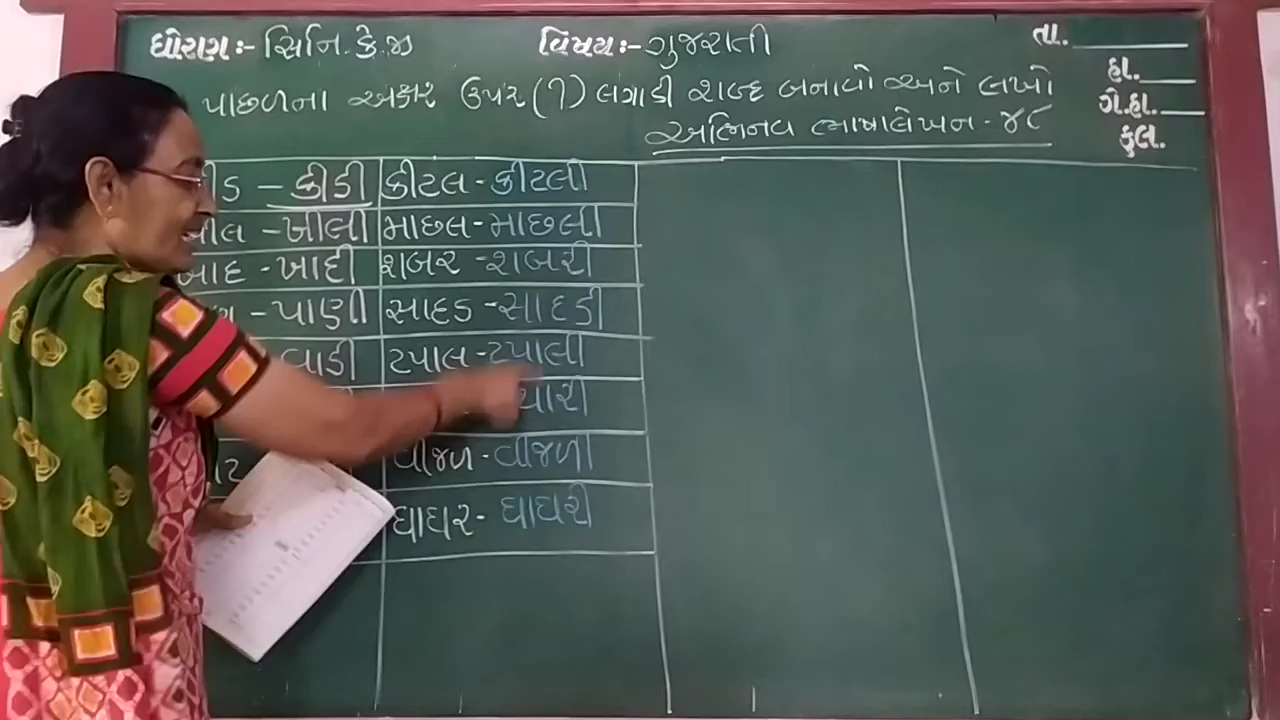 ધોરણ:- સિનિ.કે.જી વિષય:- ગુજરાતી તા.
પાછળના અક્ષર ઉપર (ી) લગાડી શબ્દ બનાવો અને લખો હા.
અભિનવ ભાષાલેખન - ૪૮ ગે.હા.
કુલ.
ડ - કીડી કીટલ - કીટલી
લ - ખીલી માછલ - માછલી
ખાદ - ખાદી શબર - શબરી
- પાણી સાદડ - સાદડી
વાડી ટપાલ - ટપાલી
વીજળ - વીજળી
ઘાઘર - ઘાઘરી